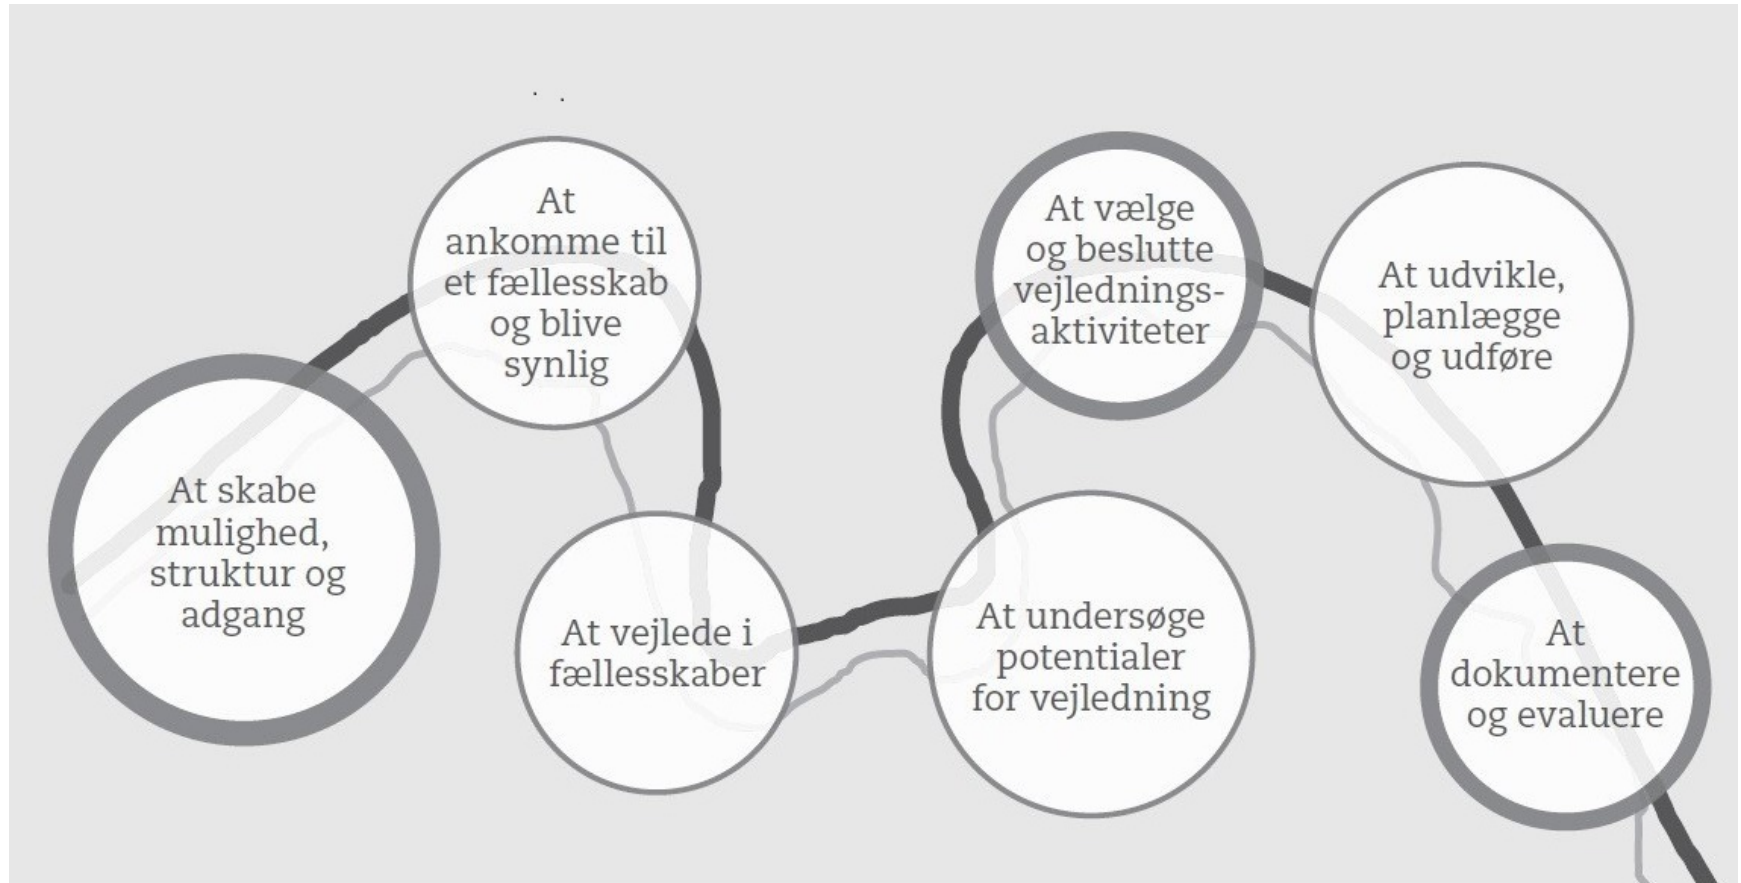 At skabe
mulighed,
struktur og
adgang
At
ankomme til
et fællesskab
og blive
synlig
At vejlede i
fællesskaber
At undersøge
potentialer
for vejledning
At vælge
og beslutte
vejlednings-
aktiviteter
At udvikle,
planlægge
og udføre
At
dokumentere
og evaluere